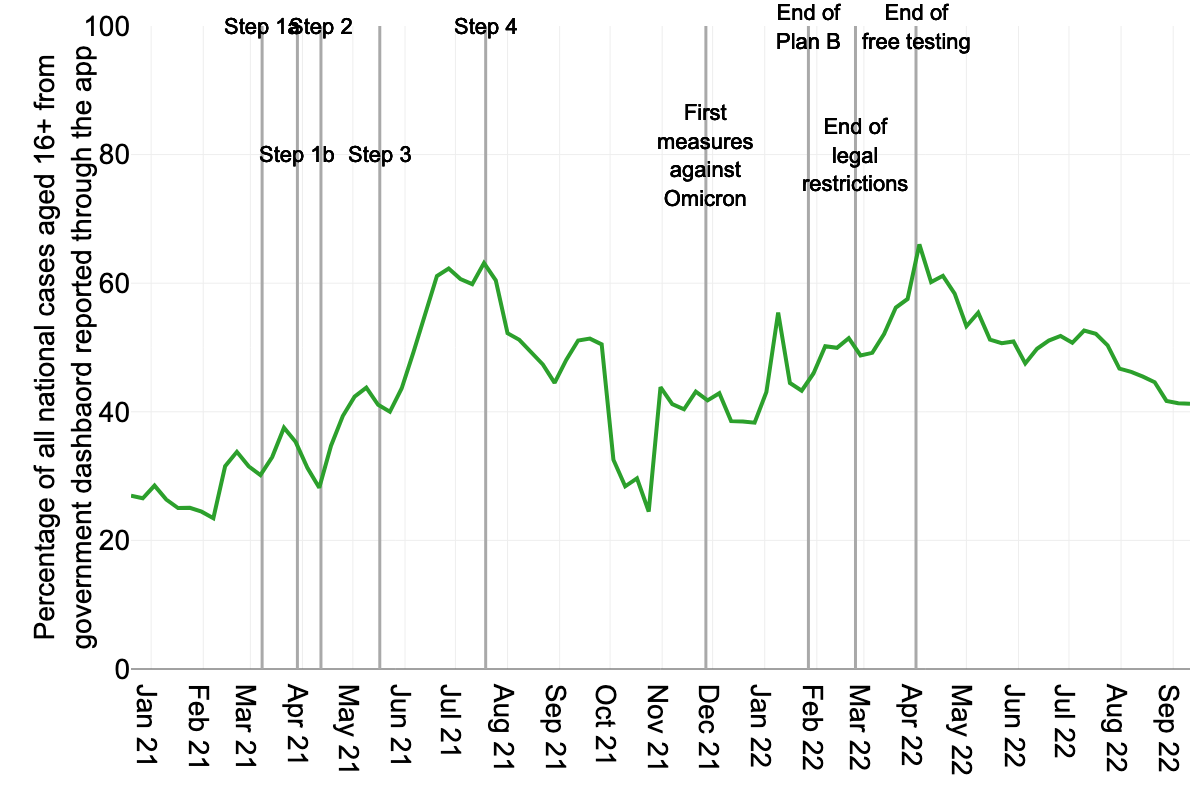 End of
Plan B
End of
free testing
Step 1a
Step 2
Step 4
First
measures
against
Omicron
End of
legal
restrictions
Step 1b
Step 3
Percentage of all national cases aged 16+ from
government dashbaord reported through the app
100
80
60
40
20
0
Jan 21
Feb 21
Mar 21
Apr 21
May 21
Jun 21
Jul 21
Aug 21
Sep 21
Oct 21
Nov 21
Dec 21
Jan 22
Feb 22
Mar 22
Apr 22
May 22
Jun 22
Jul 22
Aug 22
Sep 22